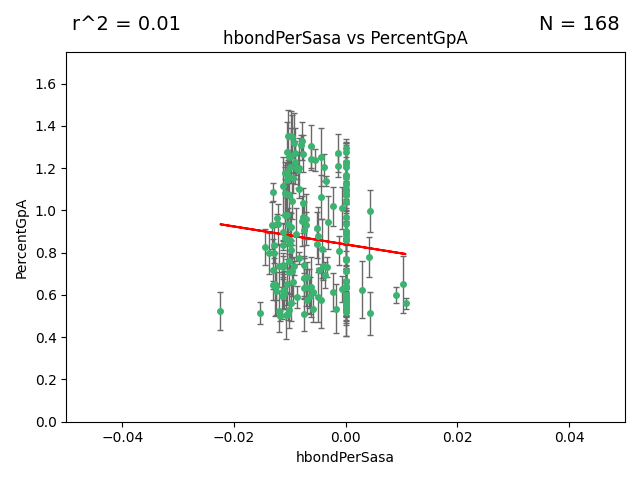 r^2 = 0.01
N = 168
hbondPerSasa vs PercentGpA
1.6
1.4
1.2
1.0
0.8
0.6
0.4
0.2
0.0
PercentGpA
−0.04
−0.02
0.00
0.02
0.04
hbondPerSasa